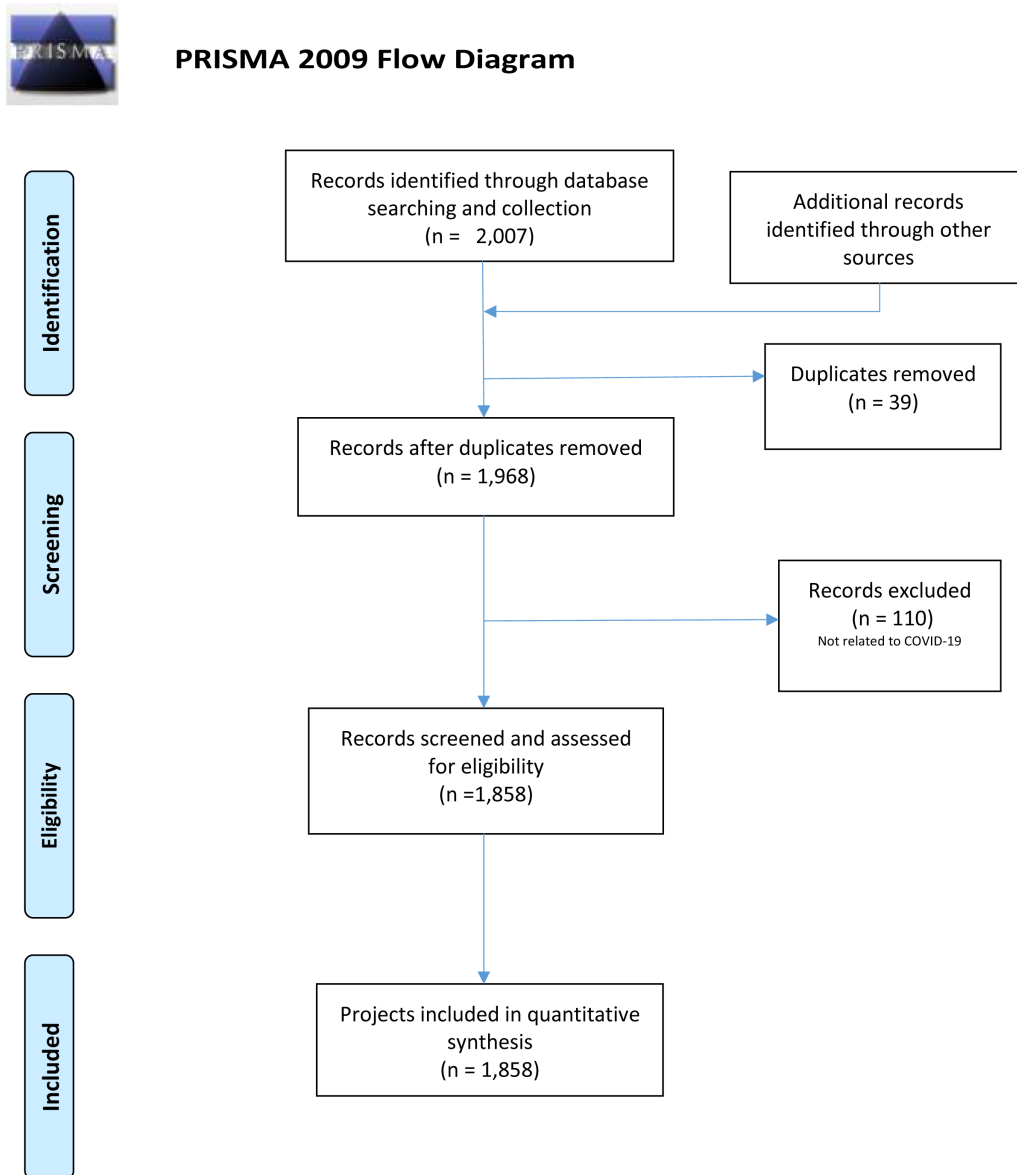 PRISMA
PRISMA 2009 Flow Diagram
Identification
Records identified through database
searching and collection
(n =   2,007)
Additional records
identified through other
sources
Duplicates removed
(n = 39)
Screening
Records after duplicates removed
(n = 1,968)
Records excluded
(n = 110)
Not related to COVID-19
Eligibility
Records screened and assessed
for eligibility
(n =1,858)
Included
Projects included in quantitative
synthesis
(n = 1,858)